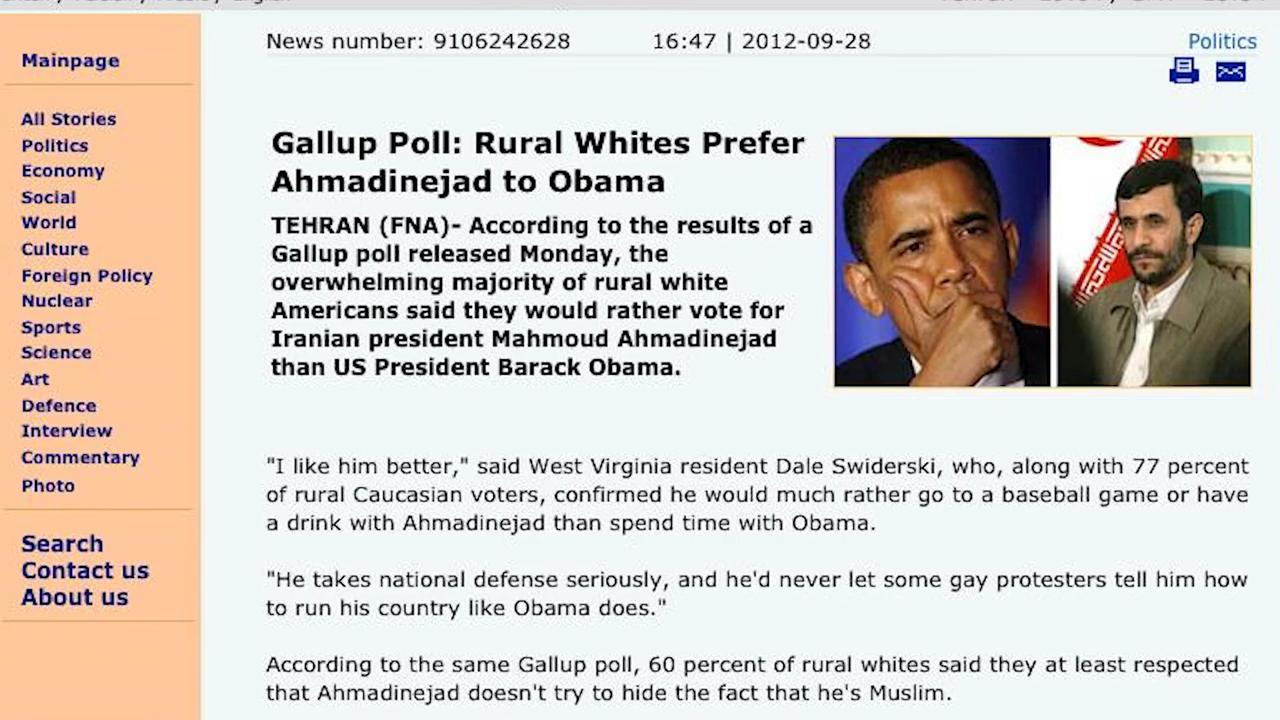 News number: 9106242628 16:47 | 2012-09-28 Politics
Mainpage
All Stories
Politics
Economy
Social
World
Culture
Foreign Policy
Nuclear
Sports
Science
Art
Defence
Interview
Commentary
Photo
Search
Contact us
About us
Gallup Poll: Rural Whites Prefer
Ahmadinejad to Obama
TEHRAN (FNA)- According to the results of a
Gallup poll released Monday, the
overwhelming majority of rural white
Americans said they would rather vote for
Iranian president Mahmoud Ahmadinejad
than US President Barack Obama.
"I like him better," said West Virginia resident Dale Swiderski, who, along with 77 percent
of rural Caucasian voters, confirmed he would much rather go to a baseball game or have
a drink with Ahmadinejad than spend time with Obama.
"He takes national defense seriously, and he'd never let some gay protesters tell him how
to run his country like Obama does."
According to the same Gallup poll, 60 percent of rural whites said they at least respected
that Ahmadinejad doesn't try to hide the fact that he's Muslim.